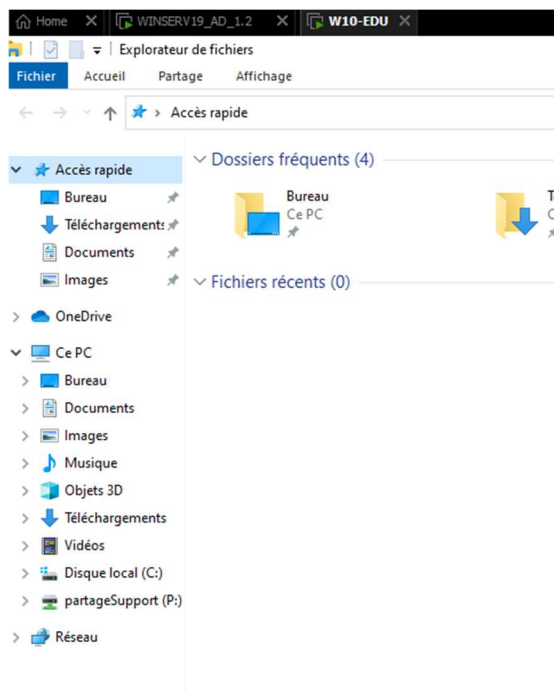 Home
WINSERV19_AD_1.2
W10-EDU
Explorateur de fichiers
Fichier Accueil Partage Affichage
Accès rapide
Accès rapide
Bureau
Téléchargements
Documents
Images
OneDrive
Ce PC
Bureau
Documents
Images
Musique
Objets 3D
Téléchargements
Vidéos
Disque local (C:)
partageSupport (P:)
Réseau
Dossiers fréquents (4)
Bureau
Ce PC
Fichiers récents (0)